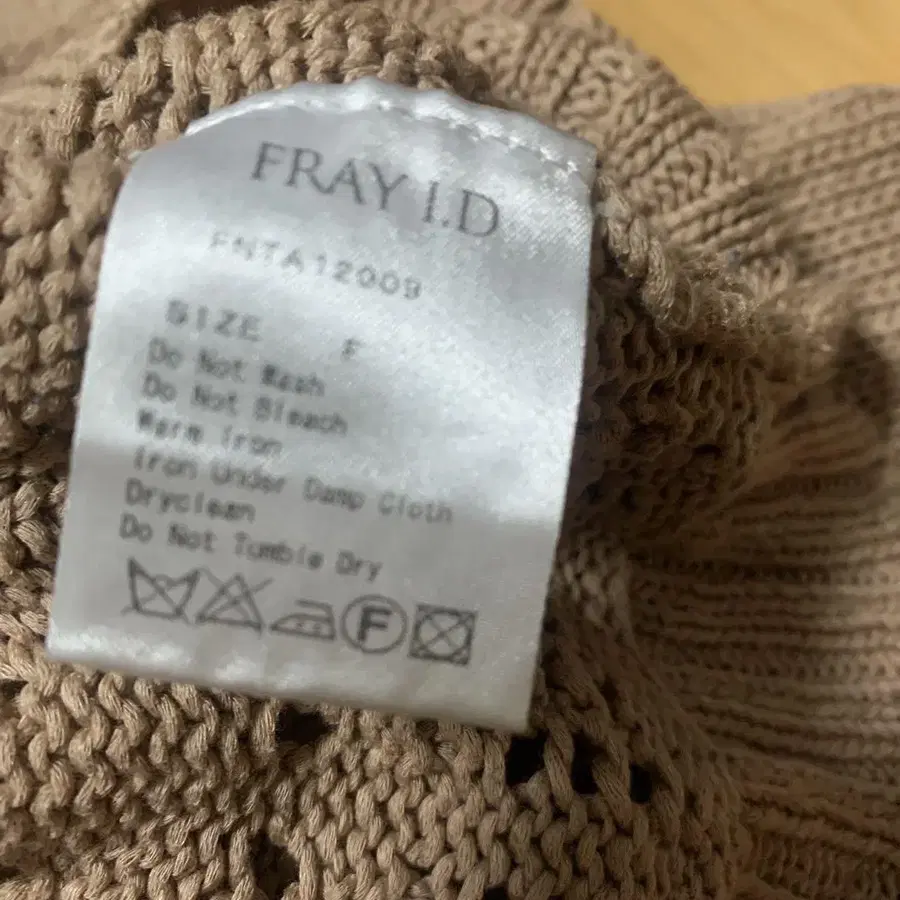 FRAY I.D
FNTA12009
SIZE F
Do Not Wash
Do Not Bleach
Warm Iron
Iron Under Damp Cloth
Dryclean
Do Not Tumble Dry
F